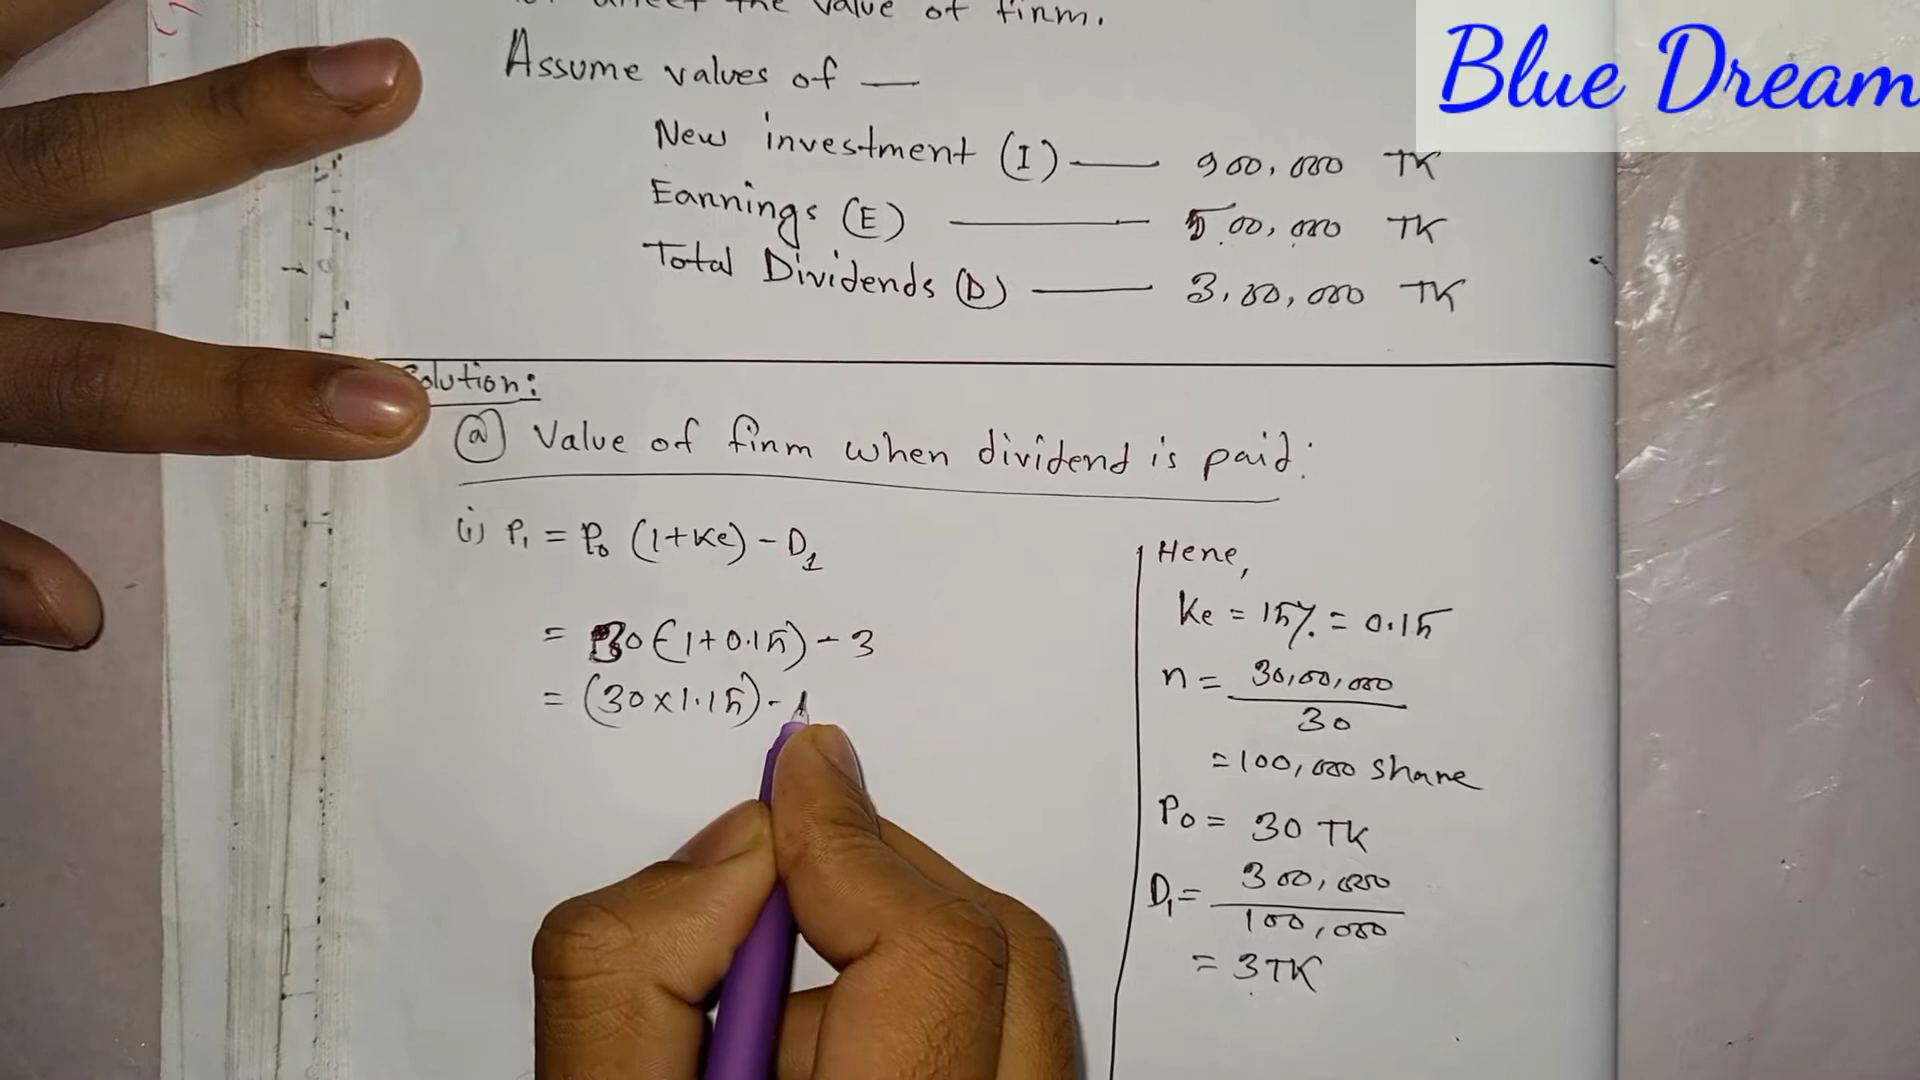 the value of firm.
Blue Dream
Assume values of —
New investment (I) — 900,000 TK
Earnings (E) — 500,000 TK
Total Dividends (D) — 3,00,000 TK
Solution:
(a) Value of firm when dividend is paid:
(i) P₁ = P₀ (1+Ke) - D₁
= 30 (1+0.15) - 3
= (30×1.15) -
Here,
Ke = 15% = 0.15
n = 30,00,000
30
= 100,000 share
P₀ = 30 TK
D₁ = 300,000
100,000
= 3 TK